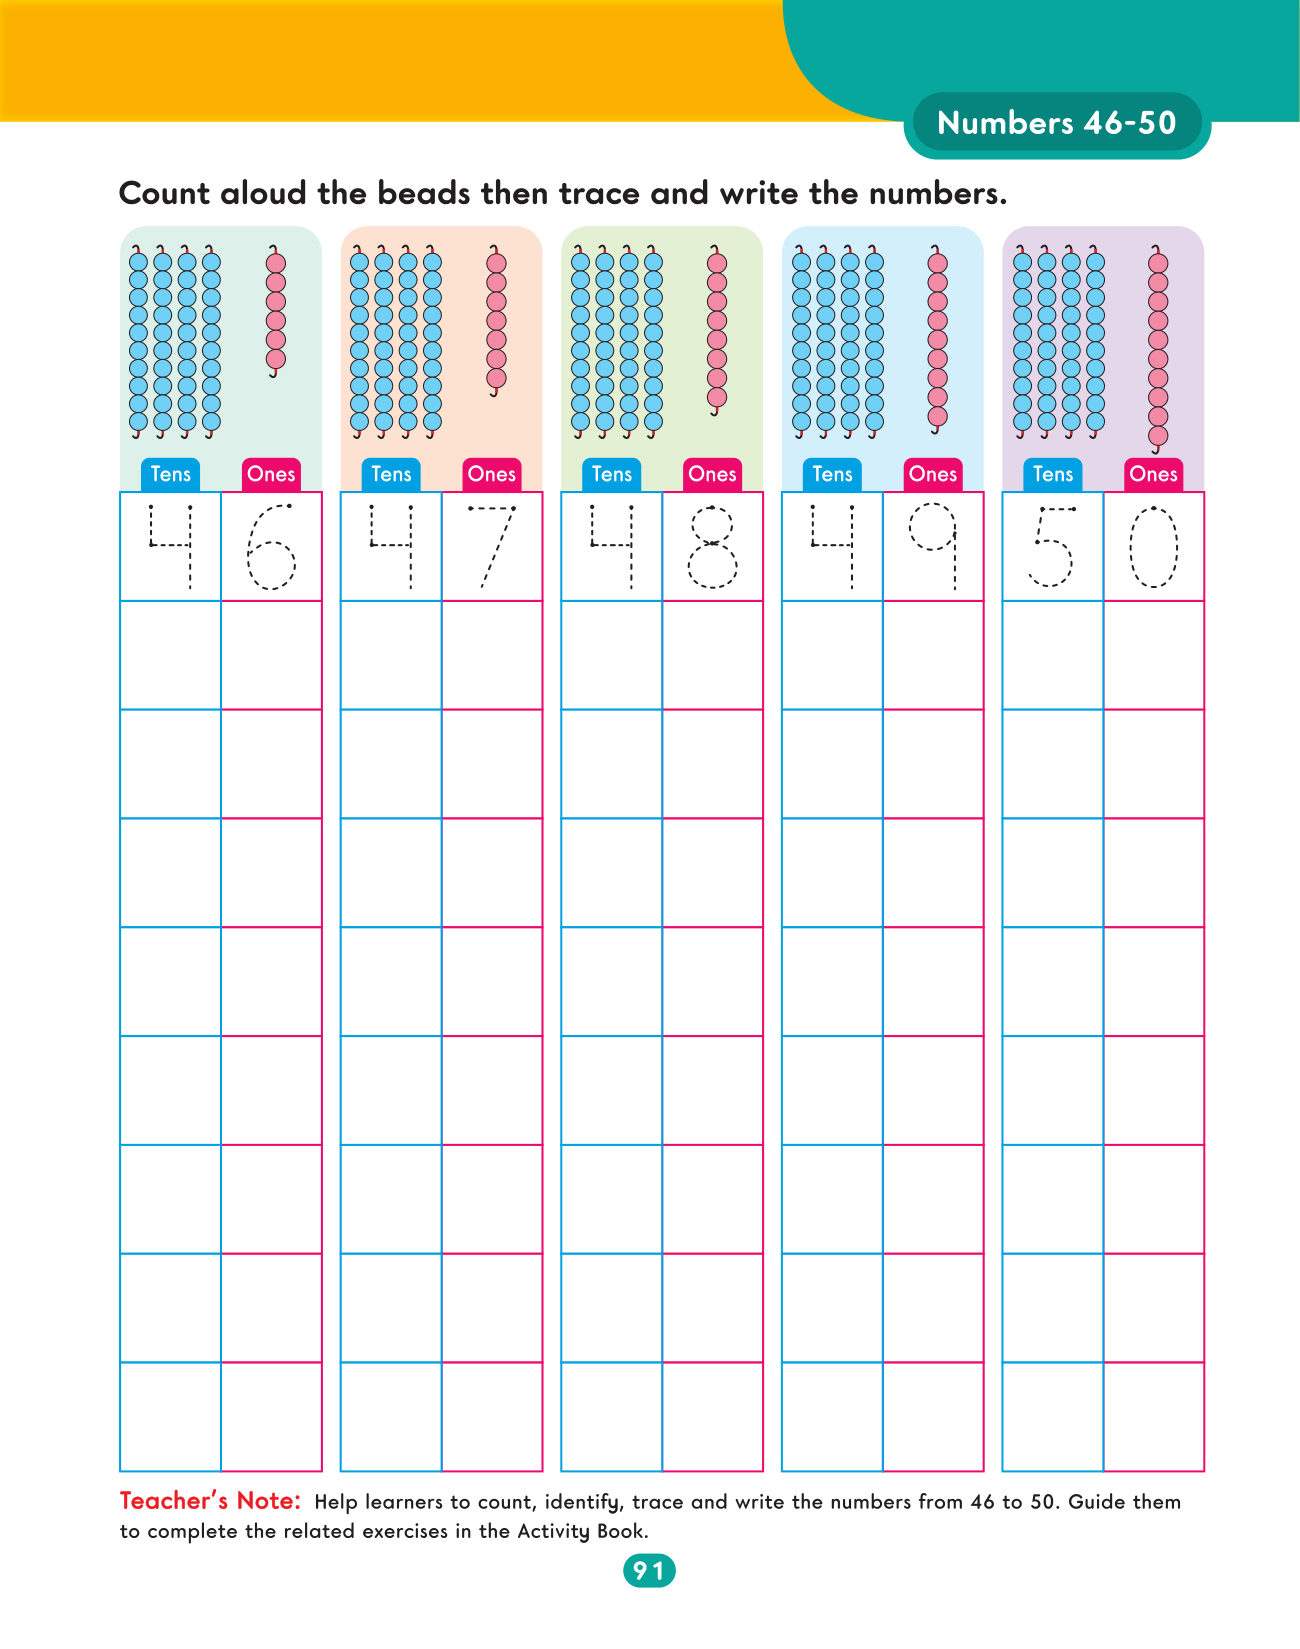 Numbers 46-50
Count aloud the beads then trace and write the numbers.
Tens Ones Tens Ones Tens Ones Tens Ones Tens Ones
4 6 4 7 4 8 4 9 5 0
Teacher's Note: Help learners to count, identify, trace and write the numbers from 46 to 50. Guide them
to complete the related exercises in the Activity Book.
91